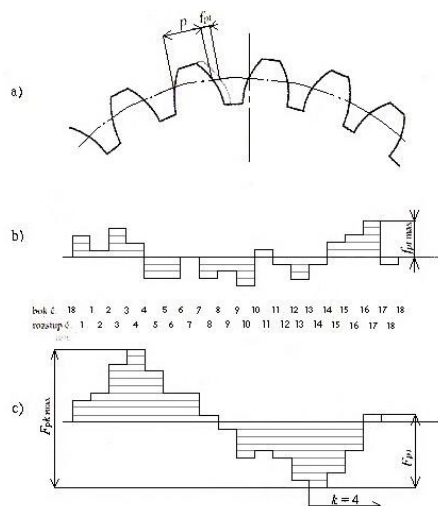 p fpt
a)
b)
fpt max
bok č. 18 1 2 3 4 5 6 7 8 9 10 11 12 13 14 15 16 17 18
rozstup č. 1 2 3 4 5 6 7 8 9 10 11 12 13 14 15 16 17 18
c)
Fpk max
k = 4